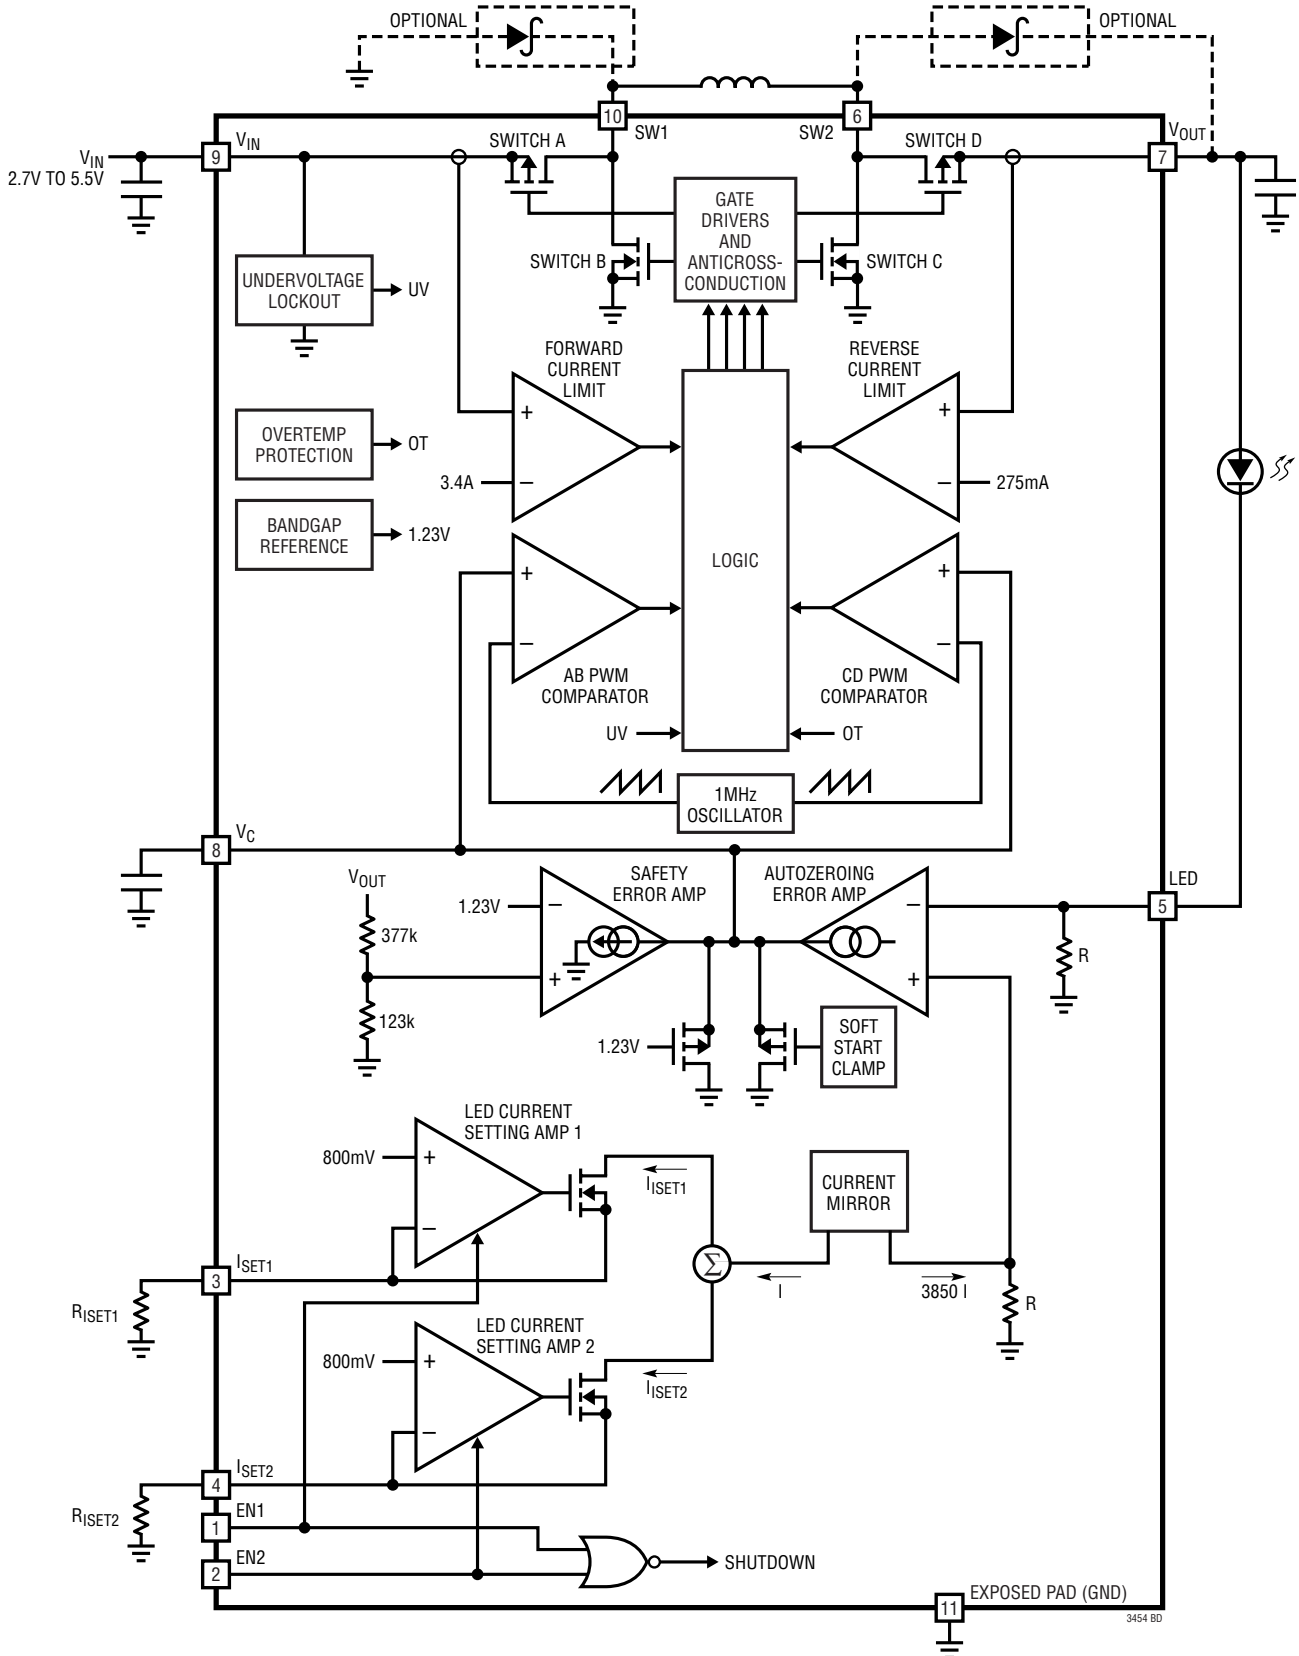 OPTIONAL
OPTIONAL
10
SW1
SW2
6
VIN
2.7V TO 5.5V
9
VIN
SWITCH A
SWITCH D
VOUT
7
GATE
DRIVERS
AND
ANTICROSS-
CONDUCTION
SWITCH B
SWITCH C
UNDERVOLTAGE
LOCKOUT
UV
FORWARD
CURRENT
LIMIT
REVERSE
CURRENT
LIMIT
+
+
OVERTEMP
PROTECTION
OT
3.4A
–
–
275mA
BANDGAP
REFERENCE
1.23V
LOGIC
+
+
–
–
AB PWM
COMPARATOR
CD PWM
COMPARATOR
UV
OT
1MHz
OSCILLATOR
8
VC
SAFETY
ERROR AMP
AUTOZEROING
ERROR AMP
LED
5
VOUT
377k
1.23V
–
–
+
+
R
123k
1.23V
SOFT
START
CLAMP
LED CURRENT
SETTING AMP 1
800mV
+
–
IISET1
CURRENT
MIRROR
Σ
I
3850 I
R
3
ISET1
RISET1
LED CURRENT
SETTING AMP 2
800mV
+
–
IISET2
4
ISET2
RISET2
1
EN1
2
EN2
SHUTDOWN
11
EXPOSED PAD (GND)
3454 BD